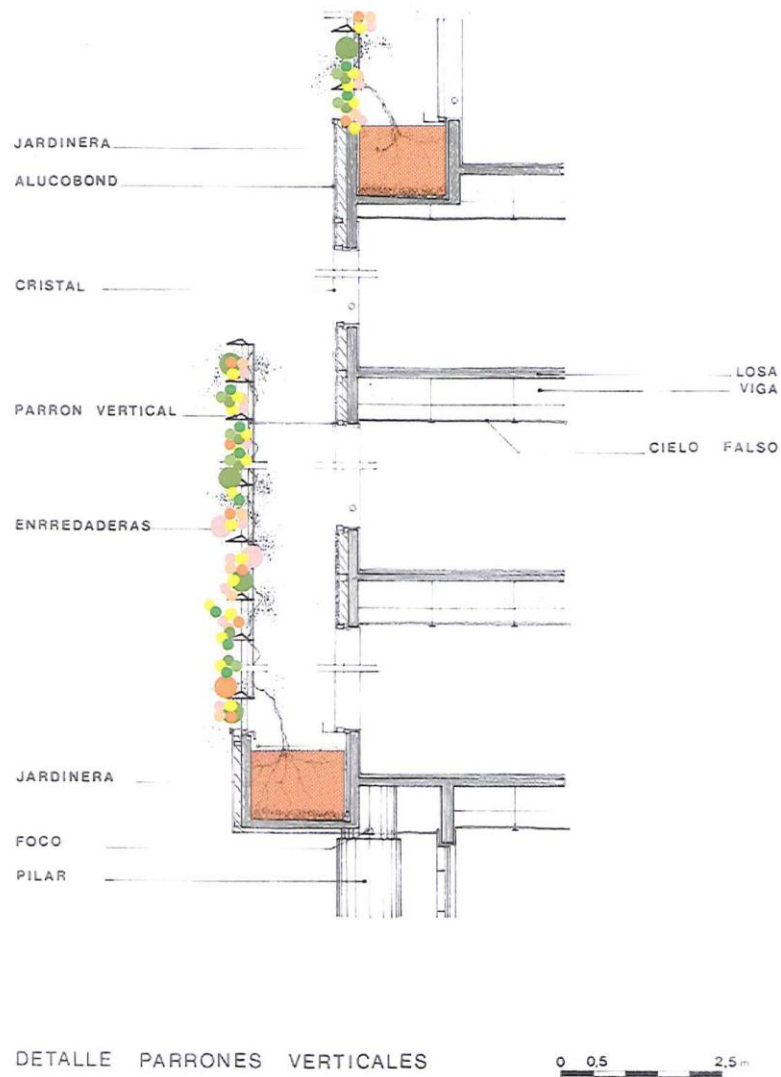 JARDINERA
ALUCOBOND
CRISTAL
LOSA
VIGA
PARRON VERTICAL
CIELO FALSO
ENRREDADERAS
JARDINERA
FOCO
PILAR
DETALLE PARRONES VERTICALES
0 0,5 2,5 m